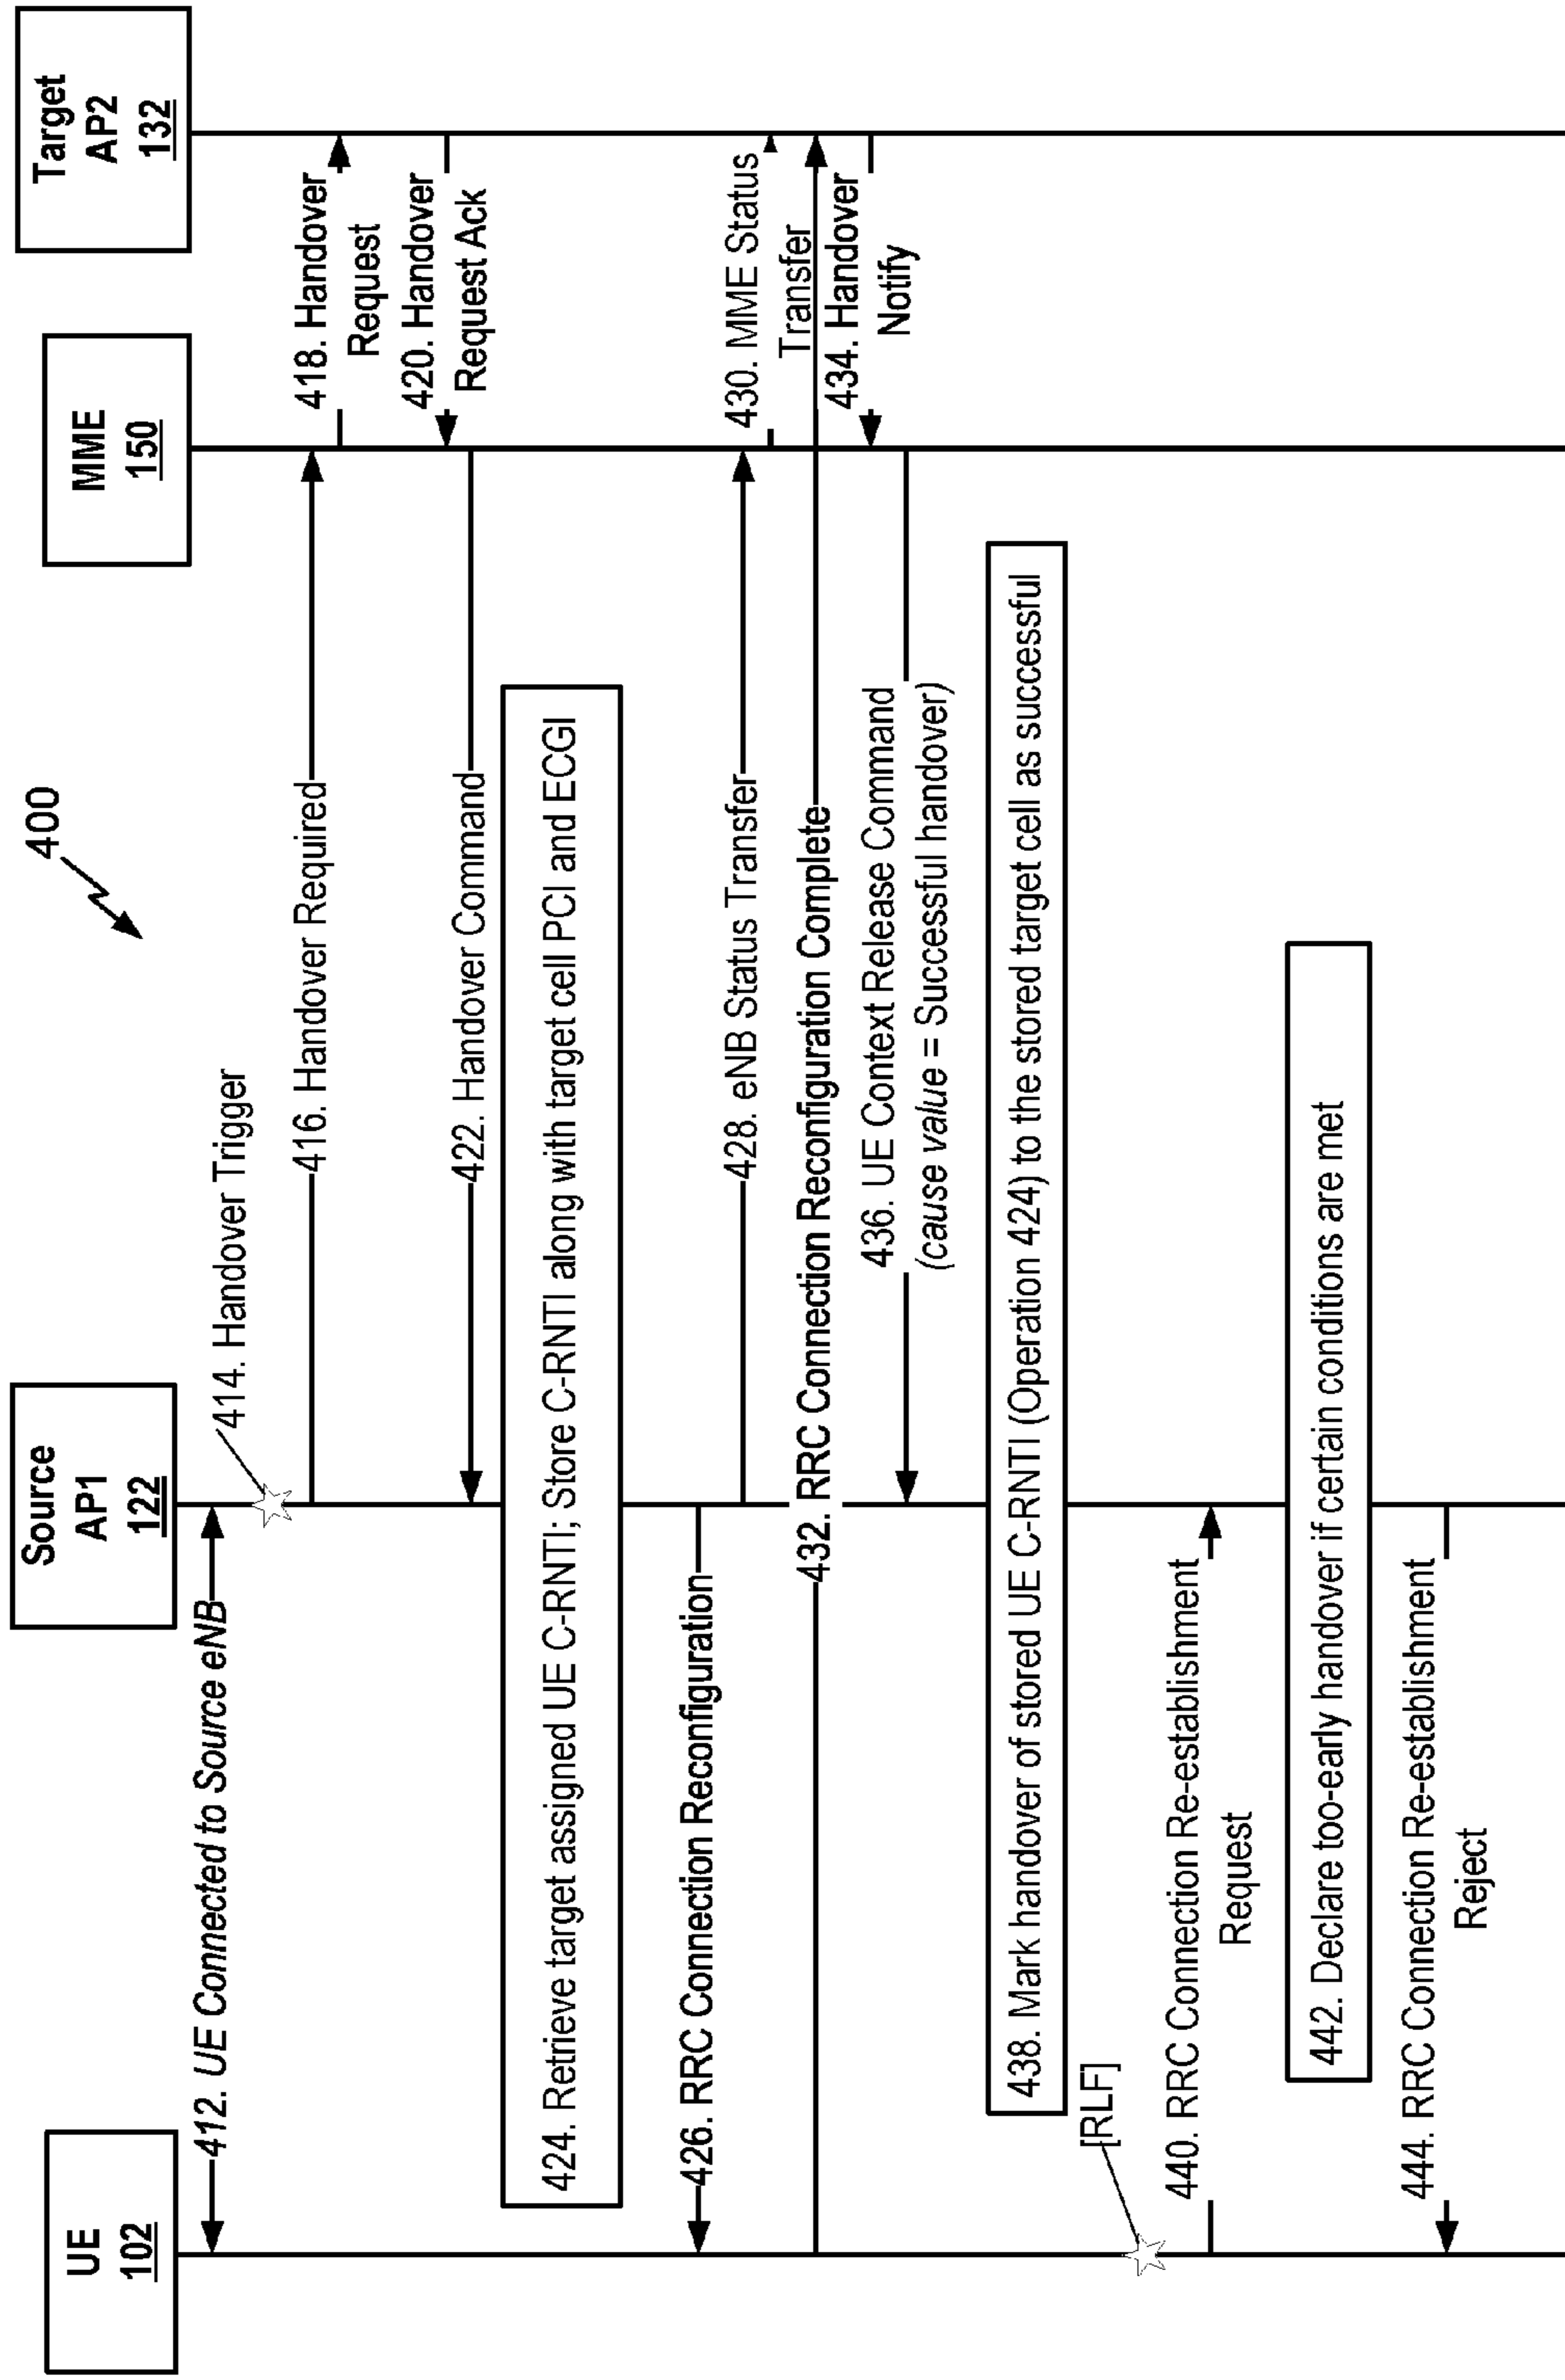 400
UE
102
Source
AP1
122
MME
150
Target
AP2
132
412. UE Connected to Source eNB
414. Handover Trigger
416. Handover Required
418. Handover
Request
420. Handover
Request Ack
422. Handover Command
424. Retrieve target assigned UE C-RNTI; Store C-RNTI along with target cell PCI and ECGI
426. RRC Connection Reconfiguration
428. eNB Status Transfer
430. MME Status
Transfer
432. RRC Connection Reconfiguration Complete
434. Handover
Notify
436. UE Context Release Command
(cause value = Successful handover)
438. Mark handover of stored UE C-RNTI (Operation 424) to the stored target cell as successful
[RLF]
440. RRC Connection Re-establishment
Request
442. Declare too-early handover if certain conditions are met
444. RRC Connection Re-establishment
Reject